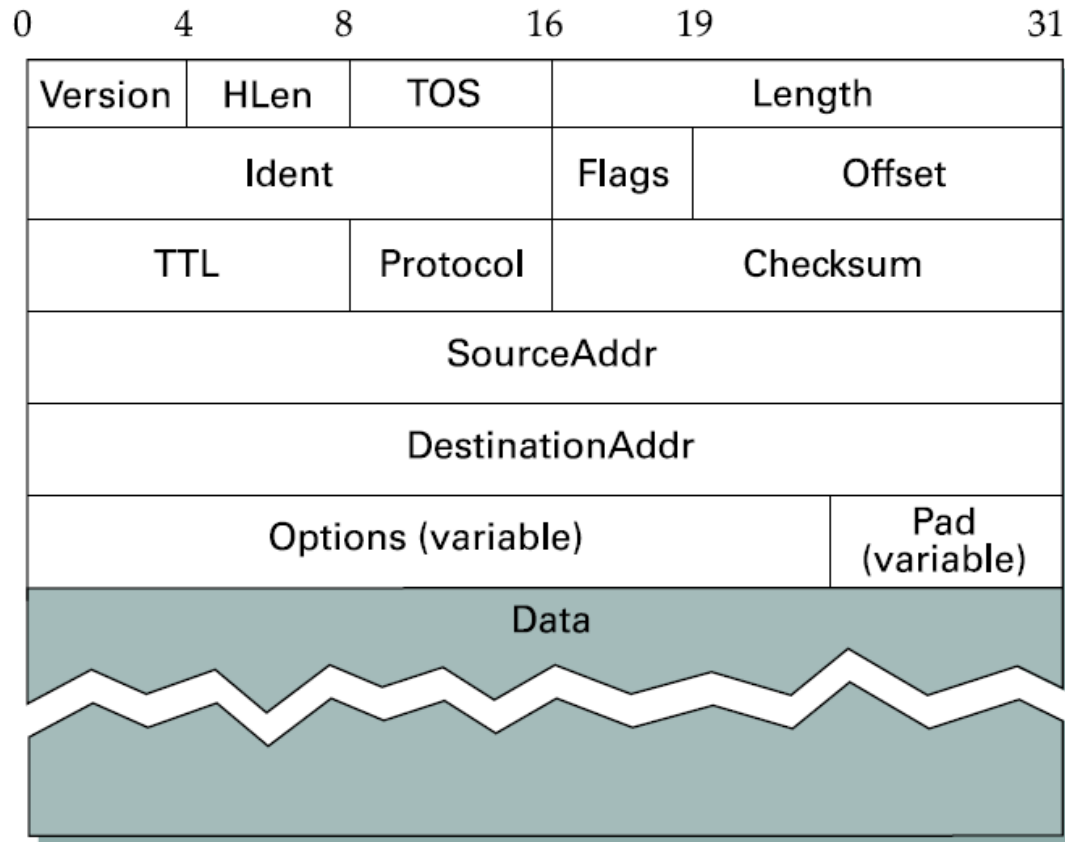 0 4 8 16 19 31
Version HLen TOS Length
Ident Flags Offset
TTL Protocol Checksum
SourceAddr
DestinationAddr
Options (variable) Pad
(variable)
Data